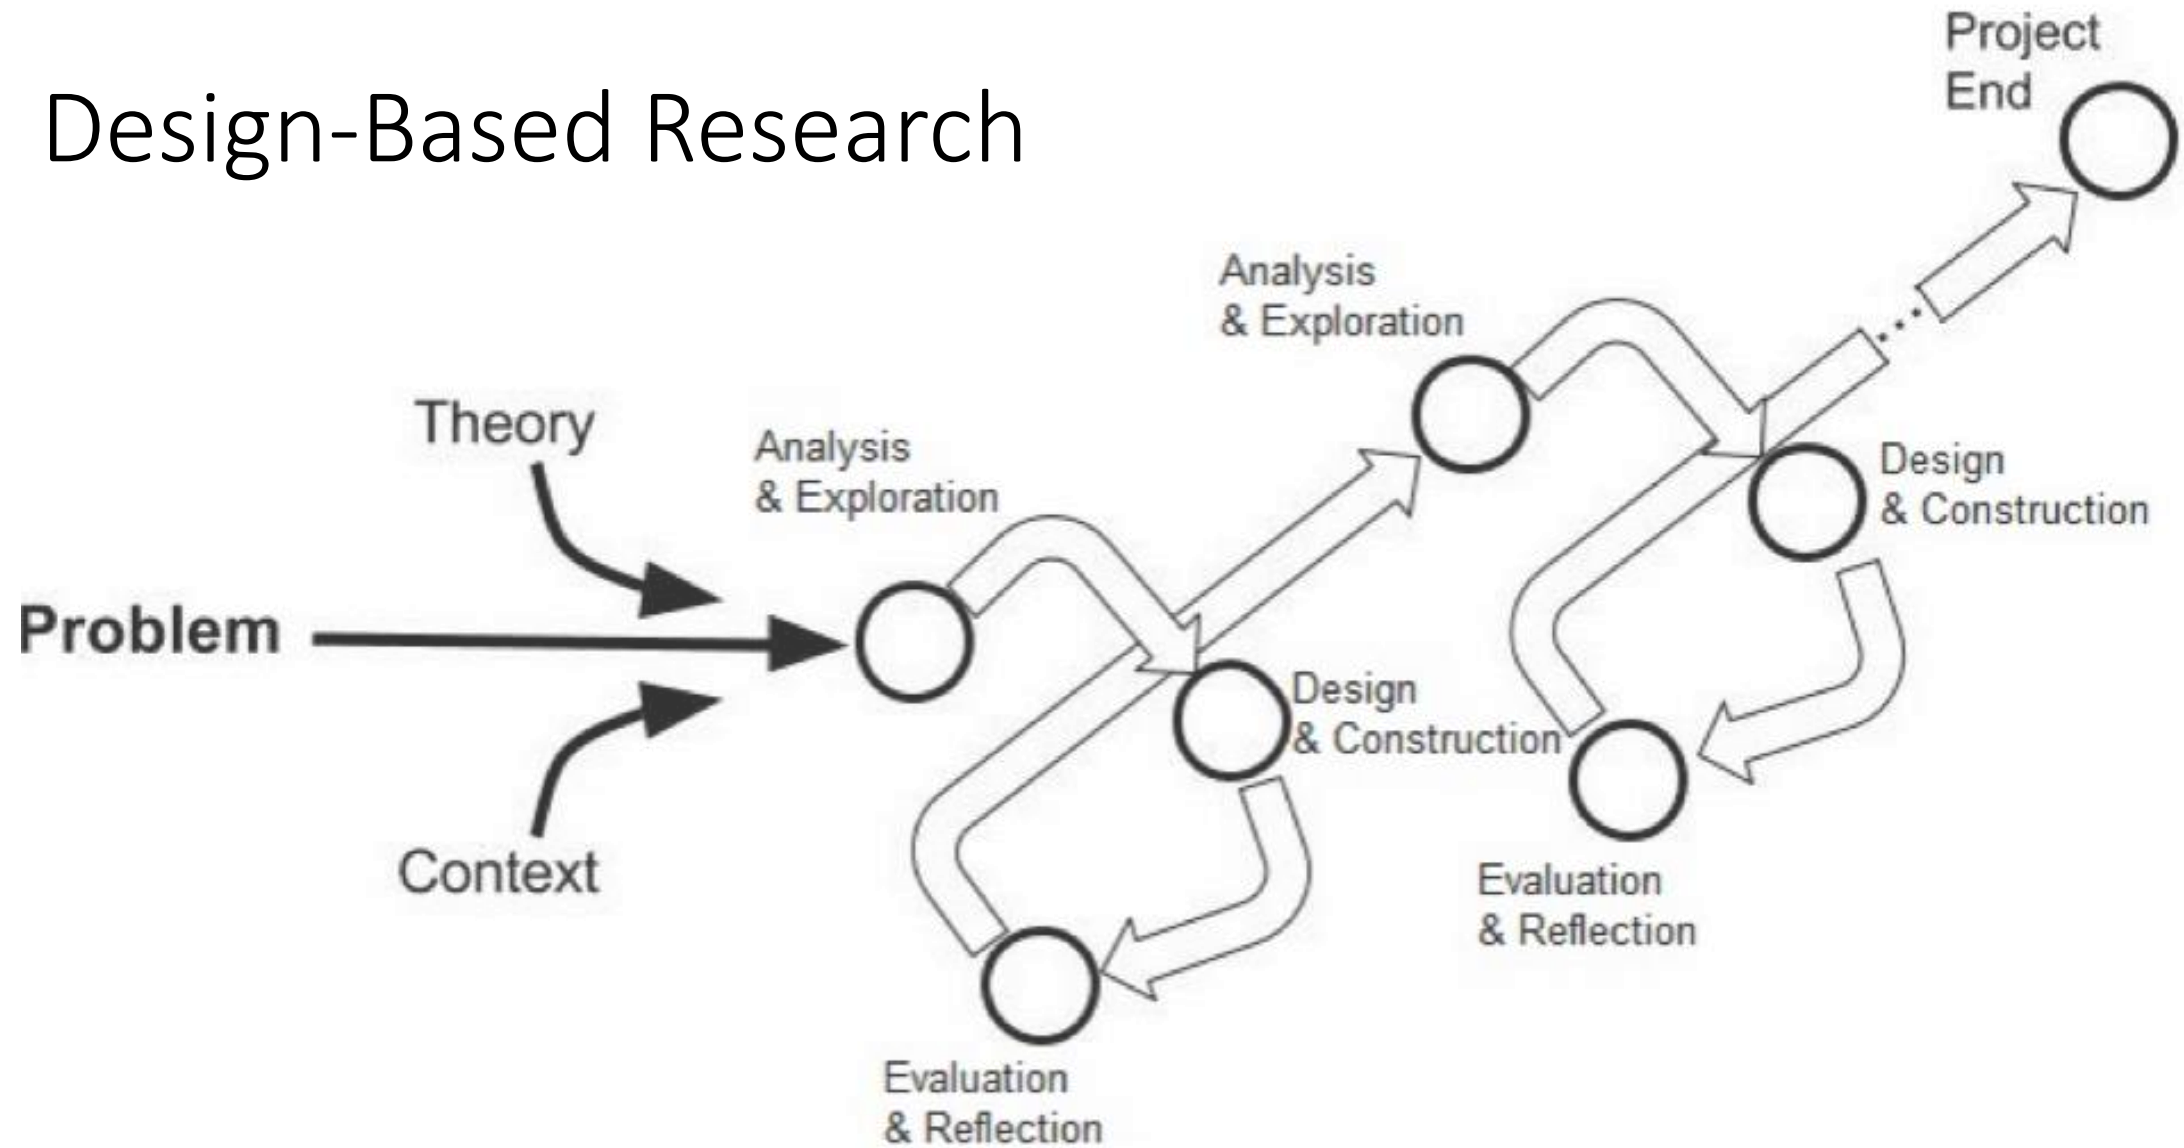 Design-Based Research
Project
End
Analysis
& Exploration
Theory
Analysis
& Exploration
Design
& Construction
Problem
Design
& Construction
Context
Evaluation
& Reflection
Evaluation
& Reflection